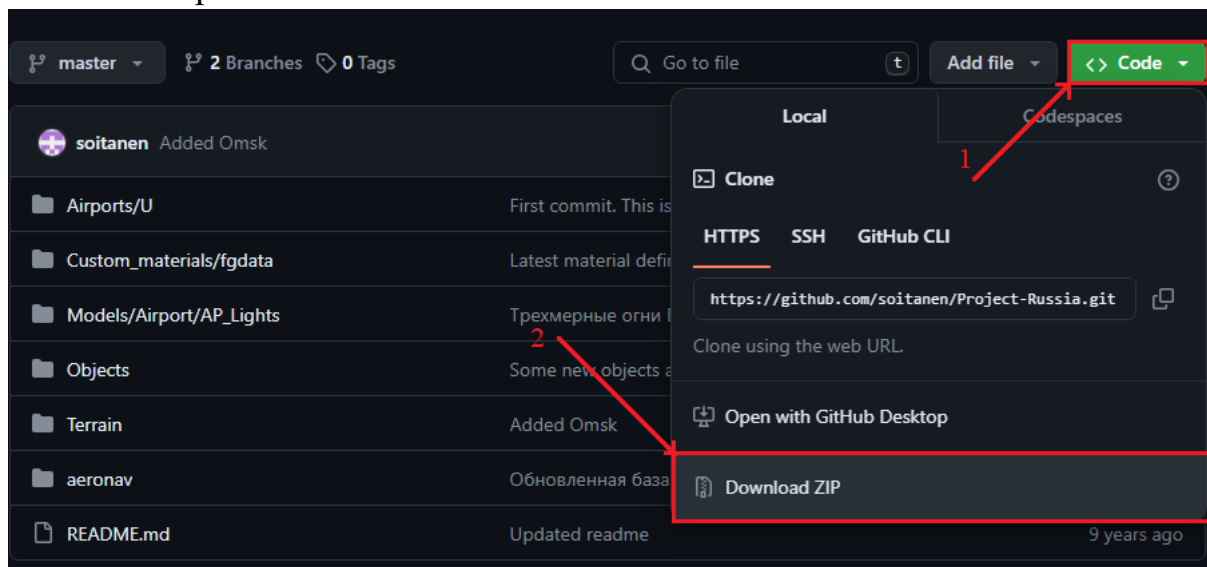 master 2 Branches 0 Tags Go to file t Add file <> Code
Local Codespaces
soitanen Added Omsk
1
Clone
Airports/U First commit. This is
HTTPS SSH GitHub CLI
Custom_materials/fgdata Latest material defi
https://github.com/soitanen/Project-Russia.git
Models/Airport/AP_Lights Трехмерные огни
2
Clone using the web URL.
Objects Some new objects a
Open with GitHub Desktop
Terrain Added Omsk
aeronav Обновленная база
Download ZIP
README.md Updated readme 9 years ago